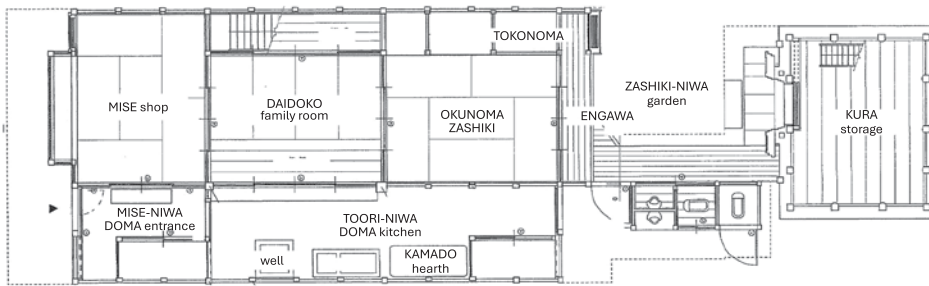 TOKONOMA
MISE shop
DAIDOKO
family room
OKUNOMA
ZASHIKI
ENGAWA
ZASHIKI-NIWA
garden
KURA
storage
MISE-NIWA
DOMA entrance
TOORI-NIWA
DOMA kitchen
well
KAMADO
hearth